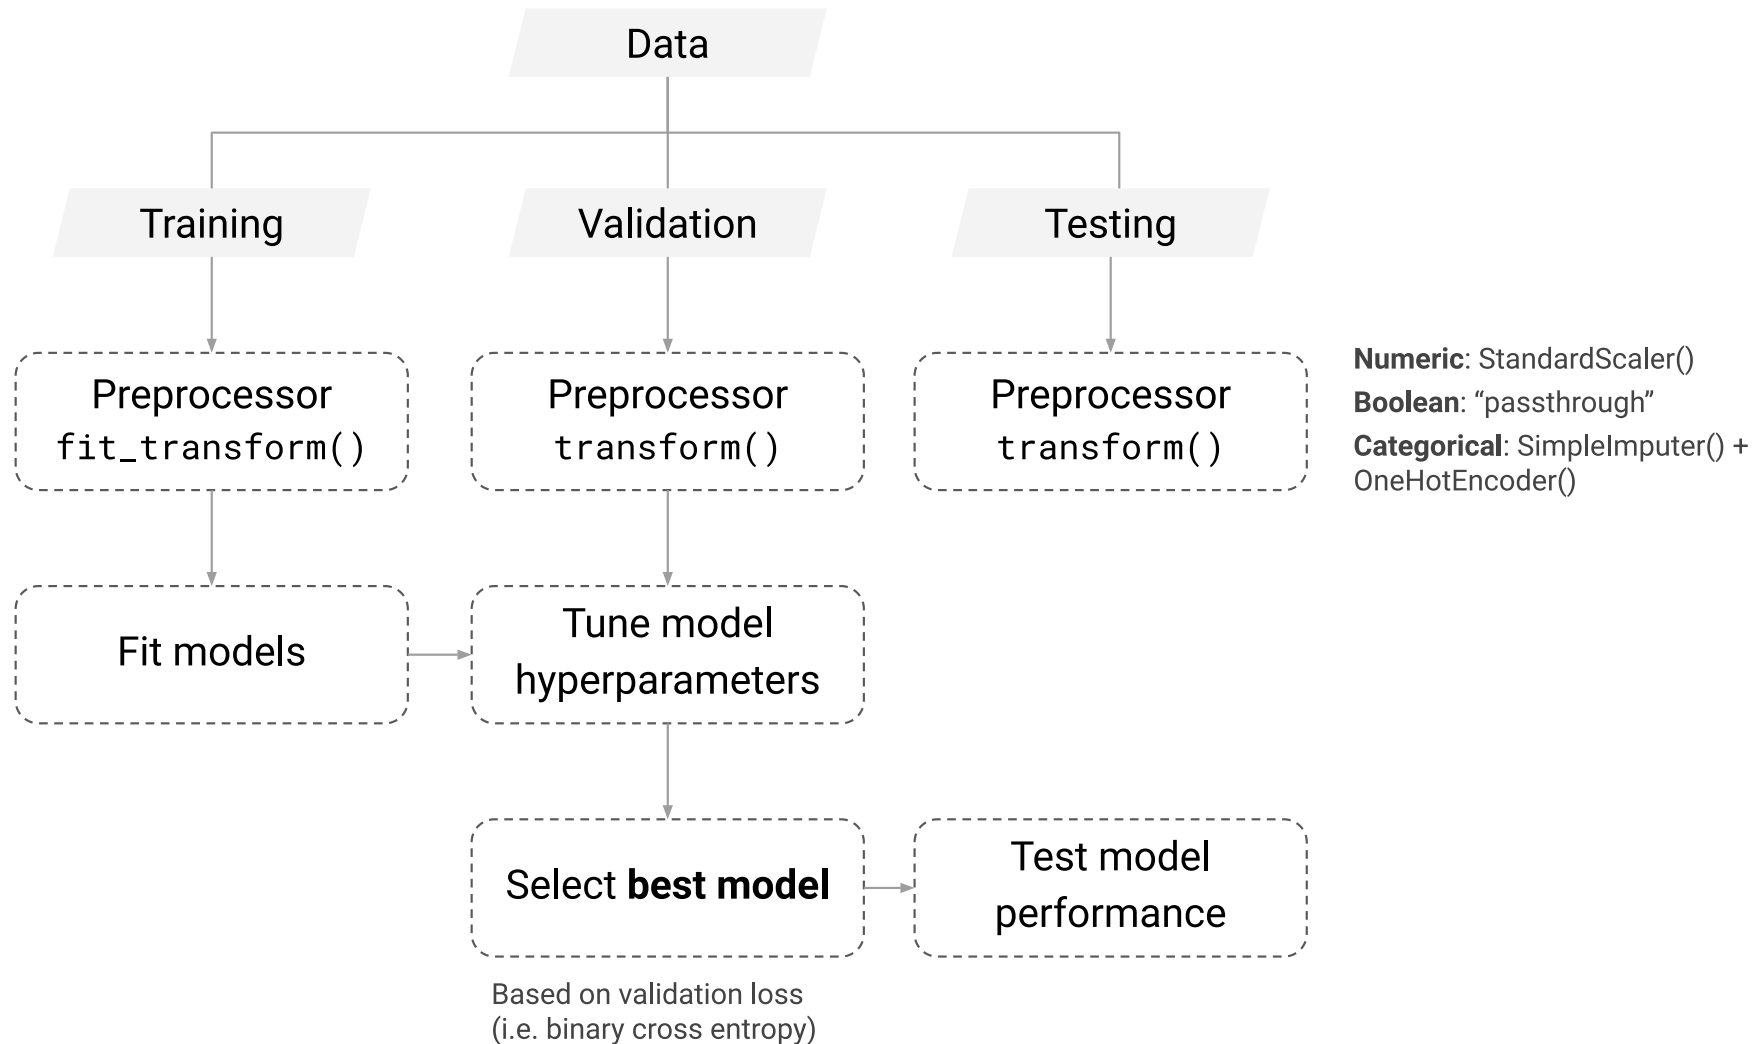 Data
Training
Validation
Testing
Preprocessor
fit_transform()
Preprocessor
transform()
Preprocessor
transform()
Numeric: StandardScaler()
Boolean: “passthrough”
Categorical: SimpleImputer() +
OneHotEncoder()
Fit models
Tune model
hyperparameters
Select best model
Test model
performance
Based on validation loss
(i.e. binary cross entropy)